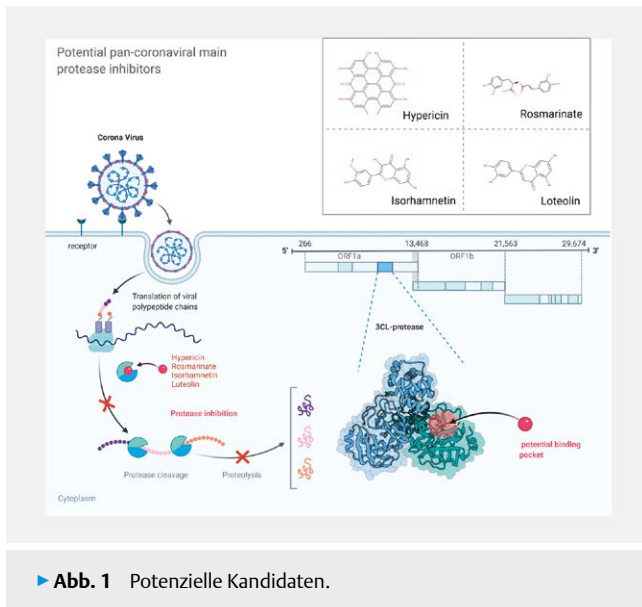 Potential pan-coronaviral main
protease inhibitors
Hypericin
Rosmarinate
Isorhamnetin
Loteolin
Corona Virus
receptor
Translation of viral
polypeptide chains
Hypericin
Rosmarinate
Isorhamnetin
Luteolin
Protease inhibition
Protease cleavage
Proteolysis
Cytoplasm
5'
266
13,468
21,563
29,674
3'
ORF1a
ORF1b
3CL-protease
potential binding
pocket
► Abb. 1 Potenzielle Kandidaten.